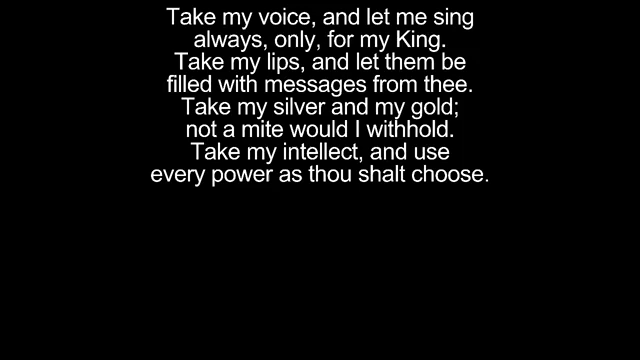 Take my voice, and let me sing
always, only, for my King.
Take my lips, and let them be
filled with messages from thee.
Take my silver and my gold;
not a mite would I withhold.
Take my intellect, and use
every power as thou shalt choose.